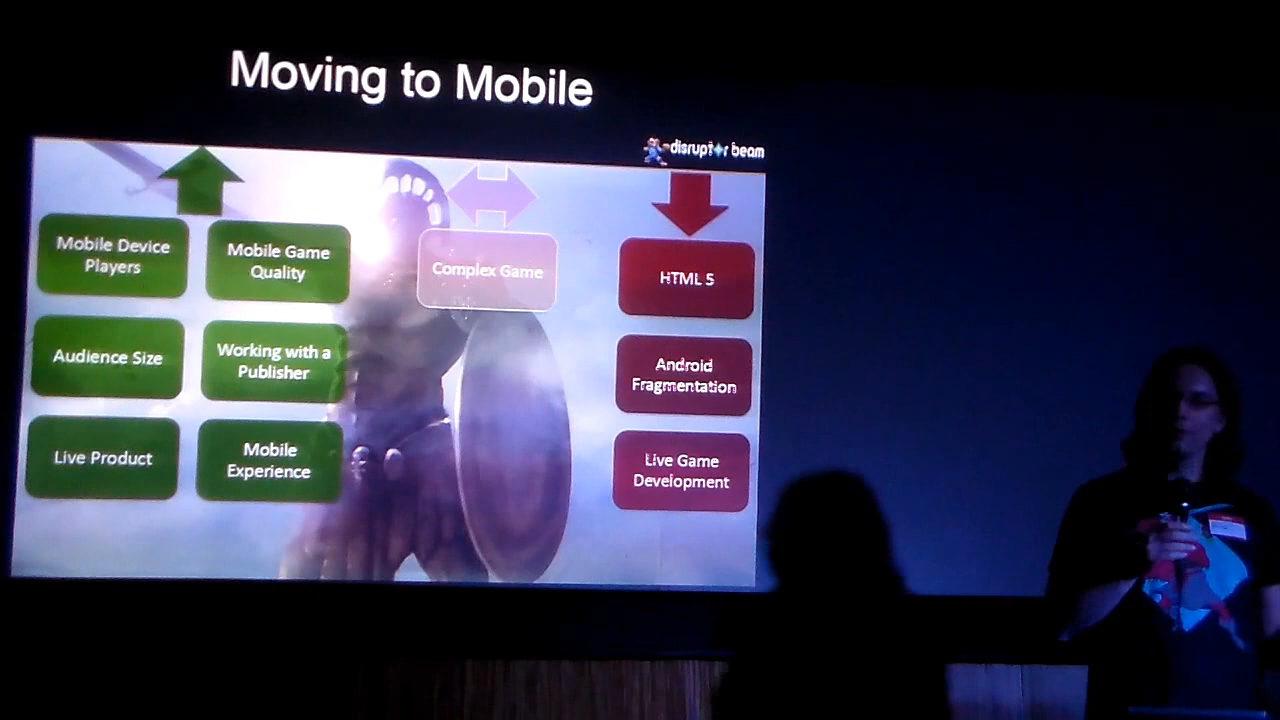 Moving to Mobile
disruptor beam
Mobile Device
Players
Mobile Game
Quality
Complex Game
HTML 5
Audience Size
Working with a
Publisher
Android
Fragmentation
Live Product
Mobile
Experience
Live Game
Development